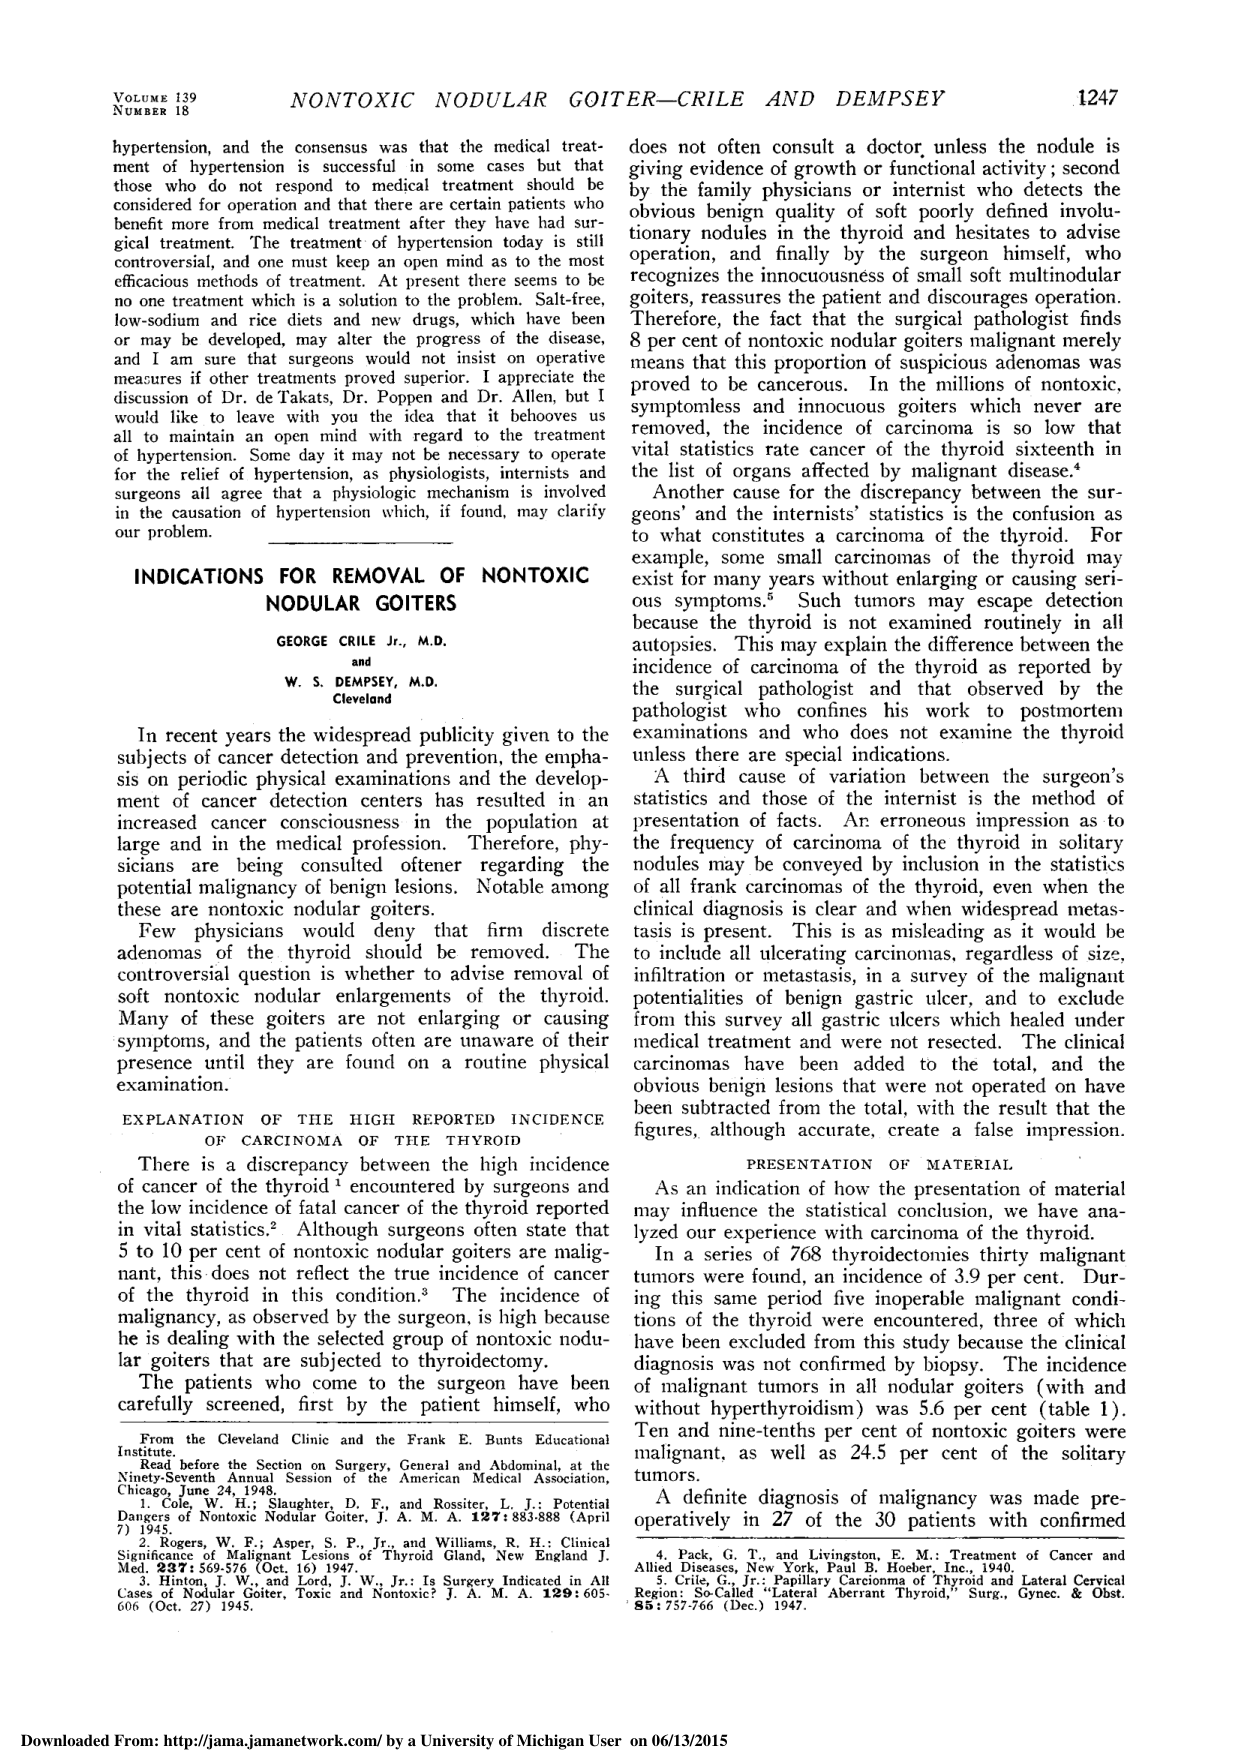 VOLUME 139
NUMBER 18
NONTOXIC NODULAR GOITER—CRILE AND DEMPSEY
1247
hypertension, and the consensus was that the medical treat-
ment of hypertension is successful in some cases but that
those who do not respond to medical treatment should be
considered for operation and that there are certain patients who
benefit more from medical treatment after they have had sur-
gical treatment. The treatment of hypertension today is still
controversial, and one must keep an open mind as to the most
efficacious methods of treatment. At present there seems to be
no one treatment which is a solution to the problem. Salt-free,
low-sodium and rice diets and new drugs, which have been
or may be developed, may alter the progress of the disease,
and I am sure that surgeons would not insist on operative
measures if other treatments proved superior. I appreciate the
discussion of Dr. de Takats, Dr. Poppen and Dr. Allen, but I
would like to leave with you the idea that it behooves us
all to maintain an open mind with regard to the treatment
of hypertension. Some day it may not be necessary to operate
for the relief of hypertension, as physiologists, internists and
surgeons all agree that a physiologic mechanism is involved
in the causation of hypertension which, if found, may clarify
our problem.
INDICATIONS FOR REMOVAL OF NONTOXIC
NODULAR GOITERS
GEORGE CRILE Jr., M.D.
and
W. S. DEMPSEY, M.D.
Cleveland
In recent years the widespread publicity given to the
subjects of cancer detection and prevention, the empha-
sis on periodic physical examinations and the develop-
ment of cancer detection centers has resulted in an
increased cancer consciousness in the population at
large and in the medical profession. Therefore, phy-
sicians are being consulted oftener regarding the
potential malignancy of benign lesions. Notable among
these are nontoxic nodular goiters.
Few physicians would deny that firm discrete
adenomas of the thyroid should be removed. The
controversial question is whether to advise removal of
soft nontoxic nodular enlargements of the thyroid.
Many of these goiters are not enlarging or causing
symptoms, and the patients often are unaware of their
presence until they are found on a routine physical
examination.
EXPLANATION OF THE HIGH REPORTED INCIDENCE
OF CARCINOMA OF THE THYROID
There is a discrepancy between the high incidence
of cancer of the thyroid 1 encountered by surgeons and
the low incidence of fatal cancer of the thyroid reported
in vital statistics.2 Although surgeons often state that
5 to 10 per cent of nontoxic nodular goiters are malig-
nant, this does not reflect the true incidence of cancer
of the thyroid in this condition.3 The incidence of
malignancy, as observed by the surgeon, is high because
he is dealing with the selected group of nontoxic nodu-
lar goiters that are subjected to thyroidectomy.
The patients who come to the surgeon have been
carefully screened, first by the patient himself, who
From the Cleveland Clinic and the Frank E. Bunts Educational
Institute.
Read before the Section on Surgery, General and Abdominal, at the
Ninety-Seventh Annual Session of the American Medical Association,
Chicago, June 24, 1948.
1. Cole, W. H.; Slaughter, D. F., and Rossiter, L. J.: Potential
Dangers of Nontoxic Nodular Goiter, J. A. M. A. 127: 883-888 (April
7) 1945.
2. Rogers, W. F.; Asper, S. P., Jr., and Williams, R. H.: Clinical
Significance of Malignant Lesions of Thyroid Gland, New England J.
Med. 237: 569-576 (Oct. 16) 1947.
3. Hinton, J. W., and Lord, J. W., Jr.: Is Surgery Indicated in All
Cases of Nodular Goiter, Toxic and Nontoxic? J. A. M. A. 129: 605-
606 (Oct. 27) 1945.
does not often consult a doctor unless the nodule is
giving evidence of growth or functional activity; second
by the family physicians or internist who detects the
obvious benign quality of soft poorly defined involu-
tionary nodules in the thyroid and hesitates to advise
operation, and finally by the surgeon himself, who
recognizes the innocuousness of small soft multinodular
goiters, reassures the patient and discourages operation.
Therefore, the fact that the surgical pathologist finds
8 per cent of nontoxic nodular goiters malignant merely
means that this proportion of suspicious adenomas was
proved to be cancerous. In the millions of nontoxic,
symptomless and innocuous goiters which never are
removed, the incidence of carcinoma is so low that
vital statistics rate cancer of the thyroid sixteenth in
the list of organs affected by malignant disease.4
Another cause for the discrepancy between the sur-
geons' and the internists' statistics is the confusion as
to what constitutes a carcinoma of the thyroid. For
example, some small carcinomas of the thyroid may
exist for many years without enlarging or causing seri-
ous symptoms.5 Such tumors may escape detection
because the thyroid is not examined routinely in all
autopsies. This may explain the difference between the
incidence of carcinoma of the thyroid as reported by
the surgical pathologist and that observed by the
pathologist who confines his work to postmortem
examinations and who does not examine the thyroid
unless there are special indications.
A third cause of variation between the surgeon's
statistics and those of the internist is the method of
presentation of facts. An erroneous impression as to
the frequency of carcinoma of the thyroid in solitary
nodules may be conveyed by inclusion in the statistics
of all frank carcinomas of the thyroid, even when the
clinical diagnosis is clear and when widespread metas-
tasis is present. This is as misleading as it would be
to include all ulcerating carcinomas, regardless of size,
infiltration or metastasis, in a survey of the malignant
potentialities of benign gastric ulcer, and to exclude
from this survey all gastric ulcers which healed under
medical treatment and were not resected. The clinical
carcinomas have been added to the total, and the
obvious benign lesions that were not operated on have
been subtracted from the total, with the result that the
figures, although accurate, create a false impression.
PRESENTATION OF MATERIAL
As an indication of how the presentation of material
may influence the statistical conclusion, we have ana-
lyzed our experience with carcinoma of the thyroid.
In a series of 768 thyroidectomies thirty malignant
tumors were found, an incidence of 3.9 per cent. Dur-
ing this same period five inoperable malignant condi-
tions of the thyroid were encountered, three of which
have been excluded from this study because the clinical
diagnosis was not confirmed by biopsy. The incidence
of malignant tumors in all nodular goiters (with and
without hyperthyroidism) was 5.6 per cent (table 1).
Ten and nine-tenths per cent of nontoxic goiters were
malignant, as well as 24.5 per cent of the solitary
tumors.
A definite diagnosis of malignancy was made pre-
operatively in 27 of the 30 patients with confirmed
4. Pack, G. T., and Livingston, E. M.: Treatment of Cancer and
Allied Diseases, New York, Paul B. Hoeber, Inc., 1940.
5. Crile, G., Jr.: Papillary Carcionma of Thyroid and Lateral Cervical
Region: So-Called "Lateral Aberrant Thyroid," Surg., Gynec. & Obst.
85: 757-766 (Dec.) 1947.
Downloaded From: http://jama.jamanetwork.com/ by a University of Michigan User on 06/13/2015